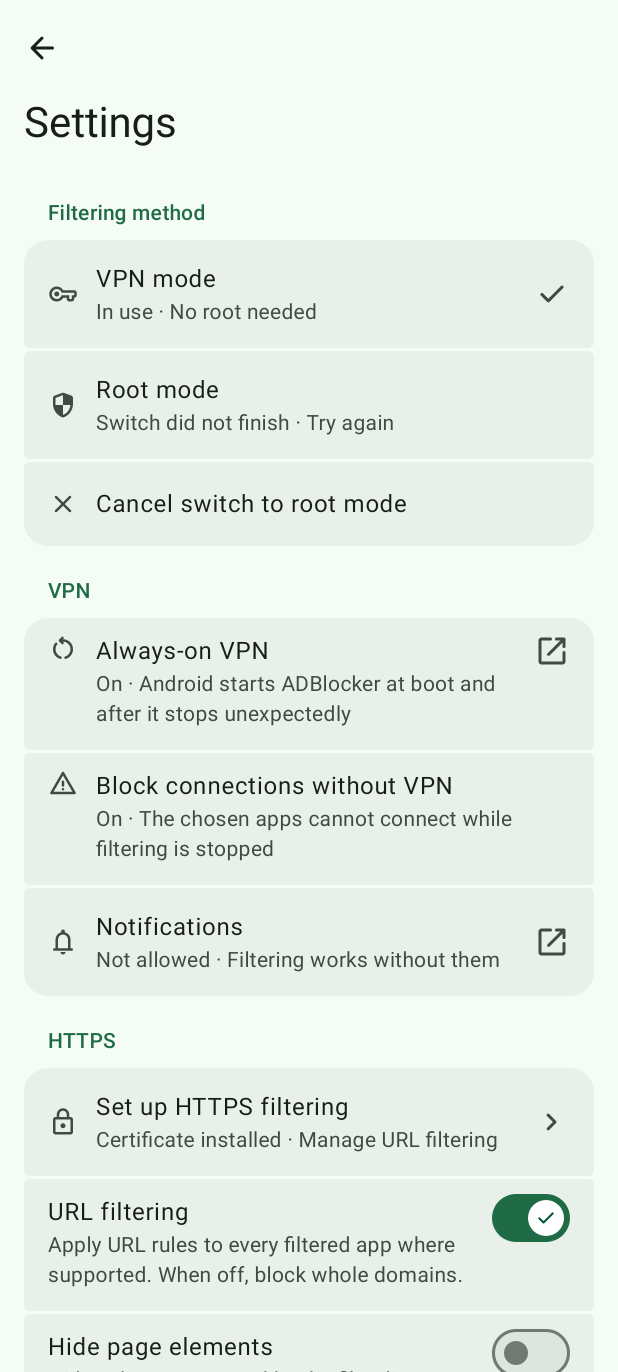 Settings
Filtering method
VPN mode
In use · No root needed
Root mode
Switch did not finish · Try again
Cancel switch to root mode
VPN
Always-on VPN
On · Android starts ADBlocker at boot and
after it stops unexpectedly
Block connections without VPN
On · The chosen apps cannot connect while
filtering is stopped
Notifications
Not allowed · Filtering works without them
HTTPS
Set up HTTPS filtering
Certificate installed · Manage URL filtering
URL filtering
Apply URL rules to every filtered app where
supported. When off, block whole domains.
Hide page elements